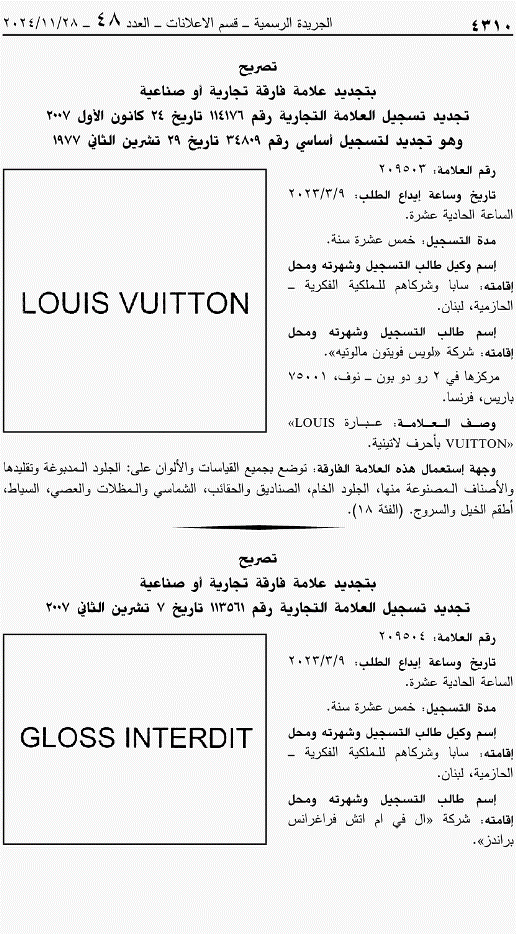 ٤٣١٠
الجريدة الرسمية – قسم الاعلانات – العدد ٤٨ – ٢٠٢٤/١١/٢٨
تصريح
بتجديد علامة فارقة تجارية أو صناعية
تجديد تسجيل العلامة التجارية رقم ١١٤١٧٦ تاريخ ٢٤ كانون الأول ٢٠٠٧
وهو تجديد لتسجيل أساسي رقم ٣٤٨٠٩ تاريخ ٢٩ تشرين الثاني ١٩٧٧
رقم العلامة: ٢٠٩٥٠٣
تاريخ وساعة إيداع الطلب: ٢٠٢٣/٣/٩
الساعة الحادية عشرة.
مدة التسجيل: خمس عشرة سنة.
إسم وكيل طالب التسجيل وشهرته ومحل
إقامته: سابا وشركاهم للملكية الفكرية –
الحازمية، لبنان.
إسم طالب التسجيل وشهرته ومحل
إقامته: شركة «لويس فويتون مالوتيه».
مركزها في ٢ رو دو بون – نوف، ٧٥٠٠١
باريس، فرنسا.
وصف العلامة: عبارة LOUIS»
«VUITTON بأحرف لاتينية.
LOUIS VUITTON
وجهة إستعمال هذه العلامة الفارقة: توضع بجميع القياسات والألوان على: الجلود المدبوغة وتقليدها
والأصناف المصنوعة منها، الجلود الخام، الصناديق والحقائب، الشماسي والمظلات والعصي، السياط،
أطقم الخيل والسروج. (الفئة ١٨).
تصريح
بتجديد علامة فارقة تجارية أو صناعية
تجديد تسجيل العلامة التجارية رقم ١١٣٥٦١ تاريخ ٧ تشرين الثاني ٢٠٠٧
رقم العلامة: ٢٠٩٥٠٤
تاريخ وساعة إيداع الطلب: ٢٠٢٣/٣/٩
الساعة الحادية عشرة.
مدة التسجيل: خمس عشرة سنة.
إسم وكيل طالب التسجيل وشهرته ومحل
إقامته: سابا وشركاهم للملكية الفكرية –
الحازمية، لبنان.
إسم طالب التسجيل وشهرته ومحل
إقامته: شركة «ال في ام اتش فراغرانس
براندز».
GLOSS INTERDIT